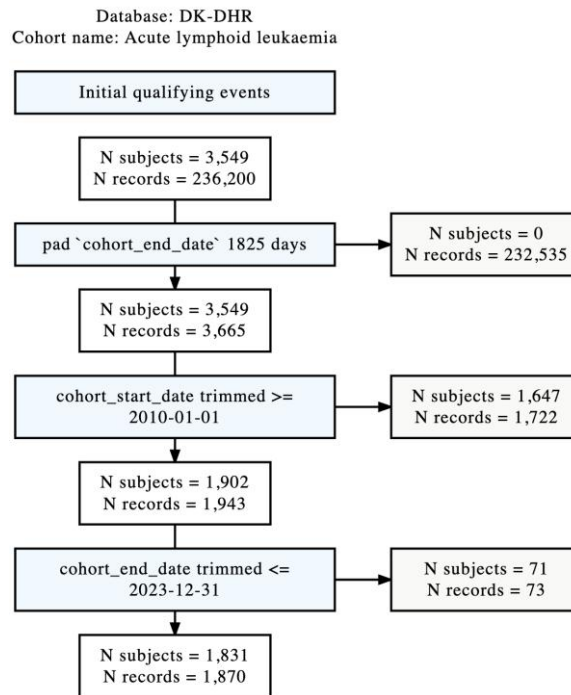 Database: DK-DHR
Cohort name: Acute lymphoid leukaemia
Initial qualifying events
N subjects = 3,549
N records = 236,200
pad `cohort_end_date` 1825 days
N subjects = 0
N records = 232,535
N subjects = 3,549
N records = 3,665
cohort_start_date trimmed >=
2010-01-01
N subjects = 1,647
N records = 1,722
N subjects = 1,902
N records = 1,943
cohort_end_date trimmed <=
2023-12-31
N subjects = 71
N records = 73
N subjects = 1,831
N records = 1,870